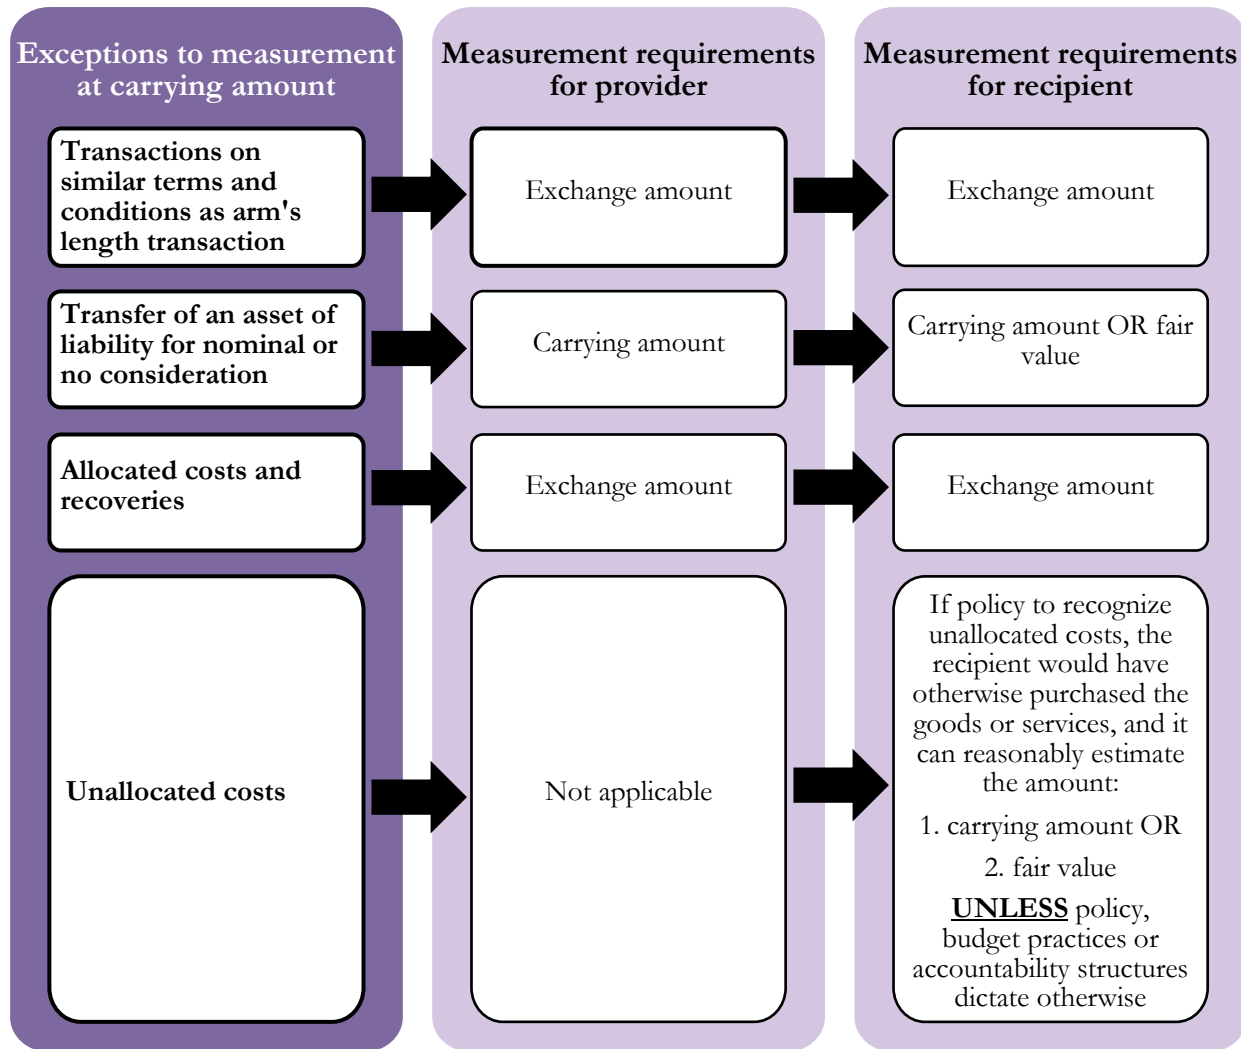 Exceptions to measurement
at carrying amount
Measurement requirements
for provider
Measurement requirements
for recipient
Transactions on
similar terms and
conditions as arm's
length transaction
Exchange amount
Exchange amount
Transfer of an asset of
liability for nominal or
no consideration
Carrying amount
Carrying amount OR fair
value
Allocated costs and
recoveries
Exchange amount
Exchange amount
Unallocated costs
Not applicable
If policy to recognize
unallocated costs, the
recipient would have
otherwise purchased the
goods or services, and it
can reasonably estimate
the amount:
1. carrying amount OR
2. fair value
UNLESS policy,
budget practices or
accountability structures
dictate otherwise